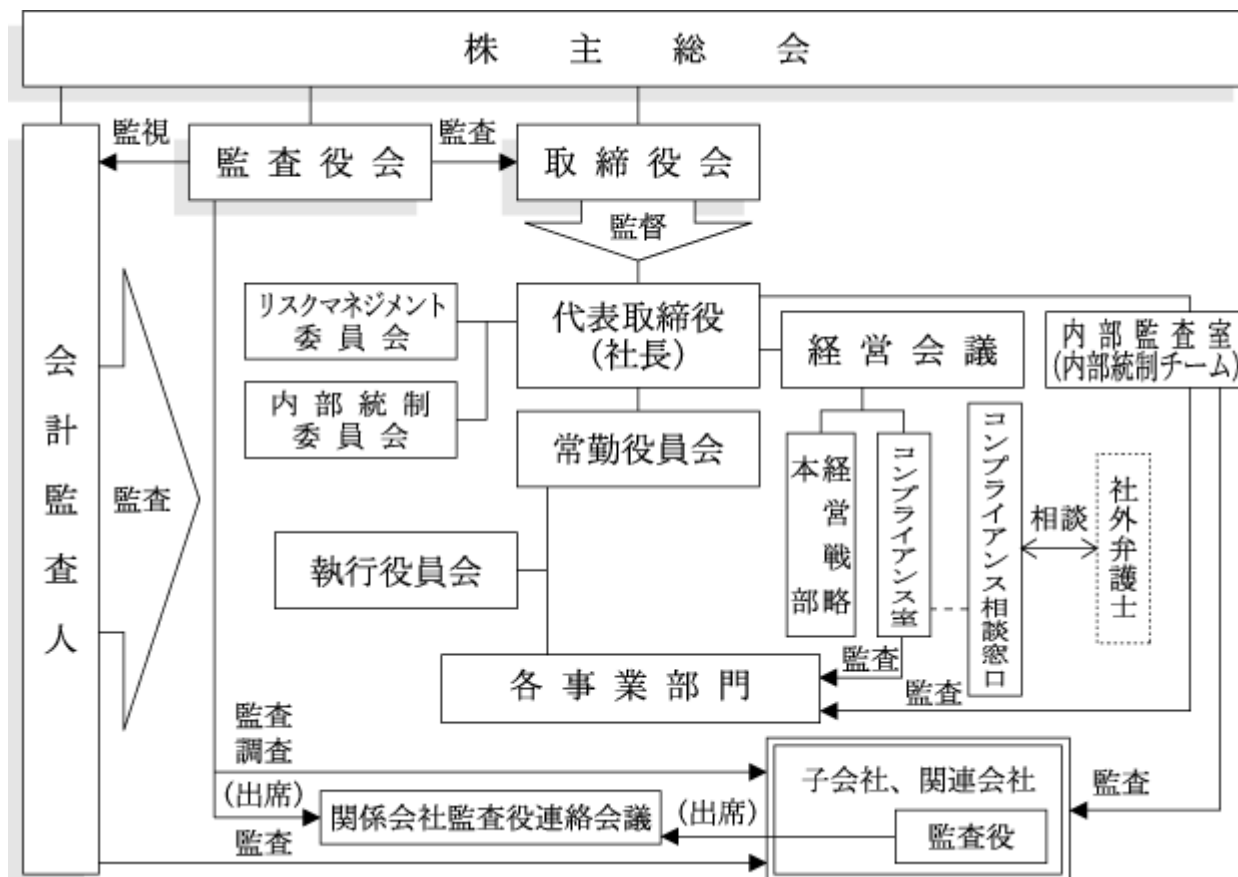 株主総会
監視
監査役会
監査
取締役会
監督
リスクマネジメント
委員会
代表取締役
(社長)
経営会議
内部監査室
(内部統制チーム)
内部統制
委員会
常勤役員会
会計監査人
監査
執行役員会
経営戦略
本部
コンプライアンス室
コンプライアンス相談窓口
相談
社外弁護士
各事業部門
監査
監査
監査
調査
子会社、関連会社
監査
(出席)
関係会社監査役連絡会議
(出席)
監査役
監査